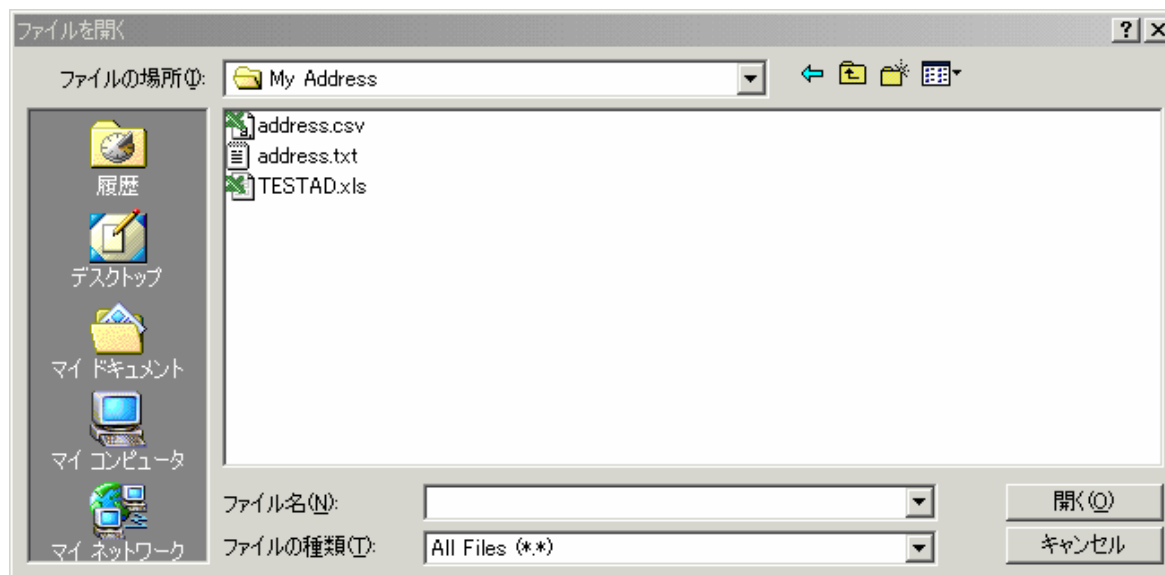 ファイルを開く
ファイルの場所(I):
My Address
address.csv
address.txt
TESTAD.xls
履歴
デスクトップ
マイ ドキュメント
マイ コンピュータ
マイ ネットワーク
ファイル名(N):
開く(O)
ファイルの種類(T):
All Files (*.*)
キャンセル